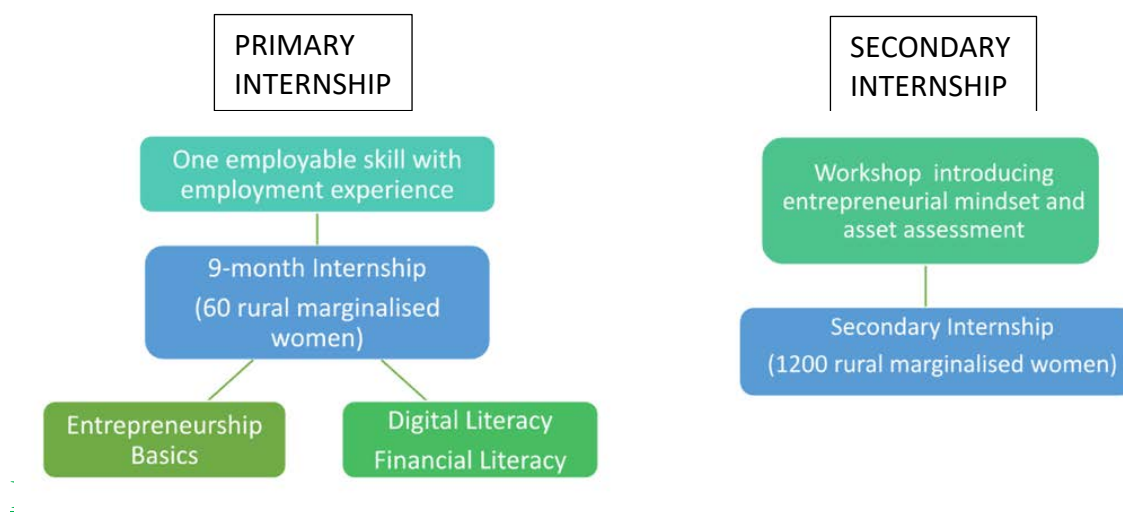 PRIMARY
INTERNSHIP
One employable skill with
employment experience
9-month Internship
(60 rural marginalised
women)
Entrepreneurship
Basics
Digital Literacy
Financial Literacy
SECONDARY
INTERNSHIP
Workshop introducing
entrepreneurial mindset and
asset assessment
Secondary Internship
(1200 rural marginalised women)